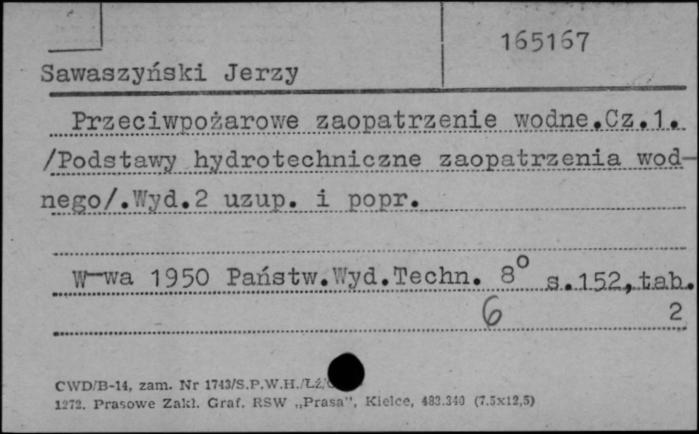 165167
Sawaszyński Jerzy
Przeciwpożarowe zaopatrzenie wodne.Cz.1.
/Podstawy hydrotechniczne zaopatrzenia wod-
nego/.Wyd.2 uzup. i popr.
W-wa 1950 Państw.Wyd.Techn. 8° s.152,tab.
6 2
CWD/B-14, zam. Nr 1743/S.P.W.H./Łź/
1272. Prasowe Zakł. Graf. RSW „Prasa", Kielce, 483.340 (7.5x12,5)